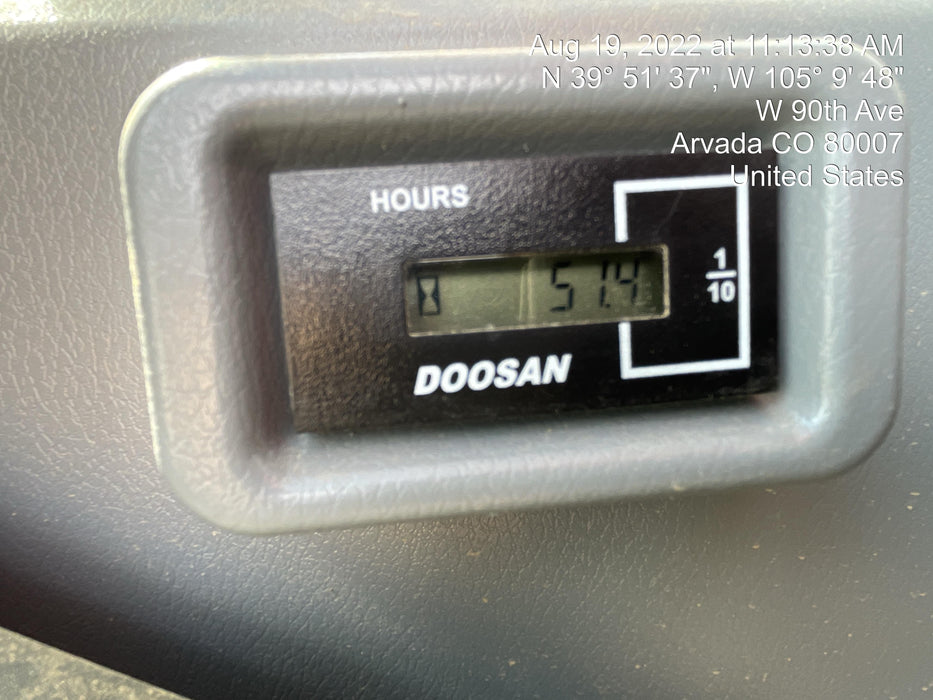 Aug 19, 2022 at 11:13:38 AM
N 39° 51' 37", W 105° 9' 48"
W 90th Ave
Arvada CO 80007
United States
HOURS
51.4
1
10
DOOSAN